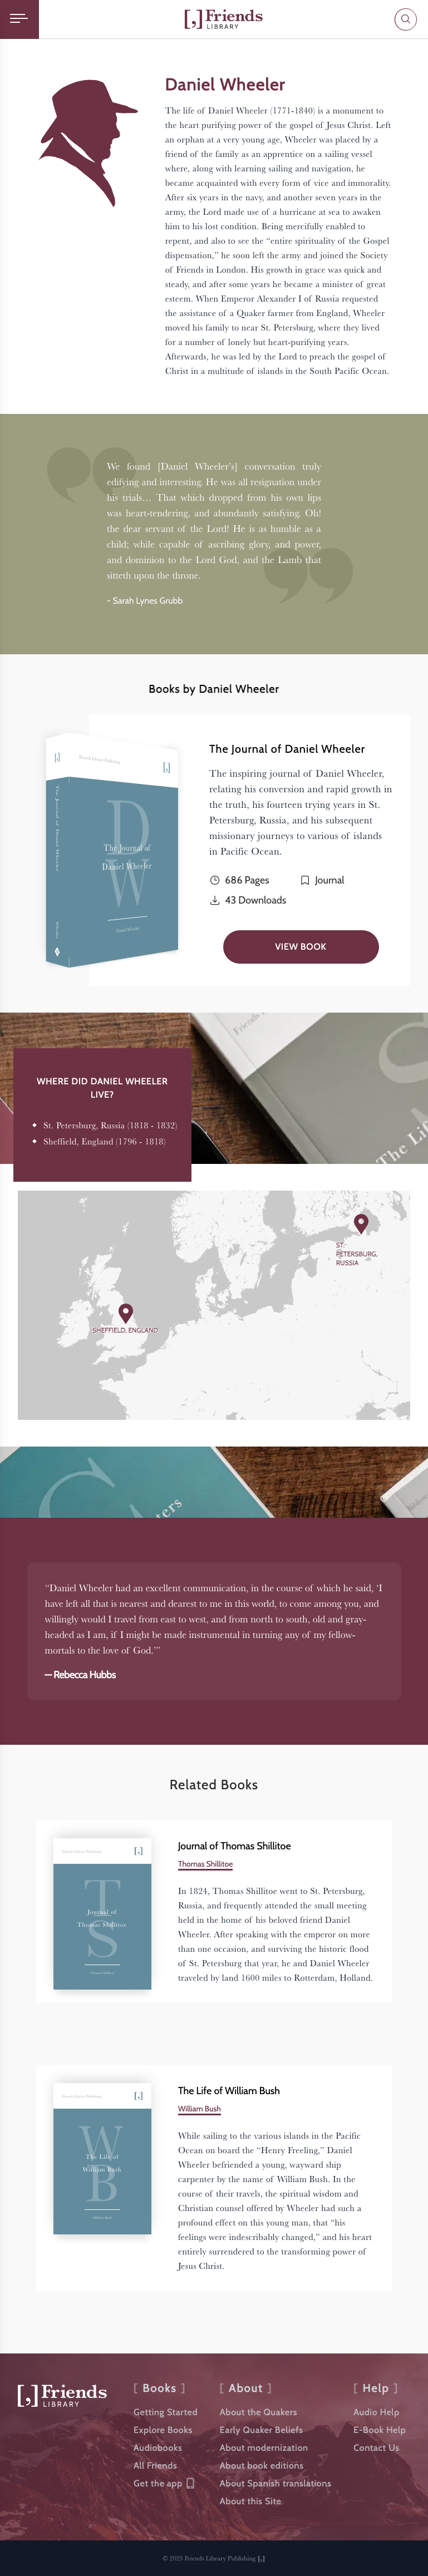 [,] Friends
LIBRARY
Daniel Wheeler
The life of Daniel Wheeler (1771-1840) is a monument to
the heart purifying power of the gospel of Jesus Christ. Left
an orphan at a very young age, Wheeler was placed by a
friend of the family as an apprentice on a sailing vessel
where, along with learning sailing and navigation, he
became acquainted with every form of vice and immorality.
After six years in the navy, and another seven years in the
army, the Lord made use of a hurricane at sea to awaken
him to his lost condition. Being mercifully enabled to
repent, and also to see the “entire spirituality of the Gospel
dispensation,” he soon left the army and joined the Society
of Friends in London. His growth in grace was quick and
steady, and after some years he became a minister of great
esteem. When Emperor Alexander I of Russia requested
the assistance of a Quaker farmer from England, Wheeler
moved his family to near St. Petersburg, where they lived
for a number of lonely but heart-purifying years.
Afterwards, he was led by the Lord to preach the gospel of
Christ in a multitude of islands in the South Pacific Ocean.
We found [Daniel Wheeler's] conversation truly
edifying and interesting. He was all resignation under
his trials… That which dropped from his own lips
was heart-tendering, and abundantly satisfying. Oh!
the dear servant of the Lord! He is as humble as a
child; while capable of ascribing glory, and power,
and dominion to the Lord God, and the Lamb that
sitteth upon the throne.
- Sarah Lynes Grubb
Books by Daniel Wheeler
Friends Library Publishing
[,]
The Journal of Daniel Wheeler
Wheeler
D
W
The Journal of
Daniel Wheeler
Daniel Wheeler
The Journal of Daniel Wheeler
The inspiring journal of Daniel Wheeler,
relating his conversion and rapid growth in
the truth, his fourteen trying years in St.
Petersburg, Russia, and his subsequent
missionary journeys to various of islands
in Pacific Ocean.
686 Pages
Journal
43 Downloads
VIEW BOOK
WHERE DID DANIEL WHEELER
LIVE?
St. Petersburg, Russia (1818 - 1832)
Sheffield, England (1796 - 1818)
The Li
ST.
PETERSBURG,
RUSSIA
SHEFFIELD, ENGLAND
“Daniel Wheeler had an excellent communication, in the course of which he said, ‘I
have left all that is nearest and dearest to me in this world, to come among you, and
willingly would I travel from east to west, and from north to south, old and gray-
headed as I am, if I might be made instrumental in turning any of my fellow-
mortals to the love of God.’”
— Rebecca Hubbs
Related Books
Friends Library Publishing
[,]
T
S
Journal of
Thomas Shillitoe
Thomas Shillitoe
Journal of Thomas Shillitoe
Thomas Shillitoe
In 1824, Thomas Shillitoe went to St. Petersburg,
Russia, and frequently attended the small meeting
held in the home of his beloved friend Daniel
Wheeler. After speaking with the emperor on more
than one occasion, and surviving the historic flood
of St. Petersburg that year, he and Daniel Wheeler
traveled by land 1600 miles to Rotterdam, Holland.
Friends Library Publishing
[,]
W
B
The Life of
William Bush
William Bush
The Life of William Bush
William Bush
While sailing to the various islands in the Pacific
Ocean on board the “Henry Freeling,” Daniel
Wheeler befriended a young, wayward ship
carpenter by the name of William Bush. In the
course of their travels, the spiritual wisdom and
Christian counsel offered by Wheeler had such a
profound effect on this young man, that “his
feelings were indescribably changed,” and his heart
entirely surrendered to the transforming power of
Jesus Christ.
[,] Friends
LIBRARY
[ Books ]
Getting Started
Explore Books
Audiobooks
All Friends
Get the app
[ About ]
About the Quakers
Early Quaker Beliefs
About modernization
About book editions
About Spanish translations
About this Site
[ Help ]
Audio Help
E-Book Help
Contact Us
© 2023 Friends Library Publishing [,]